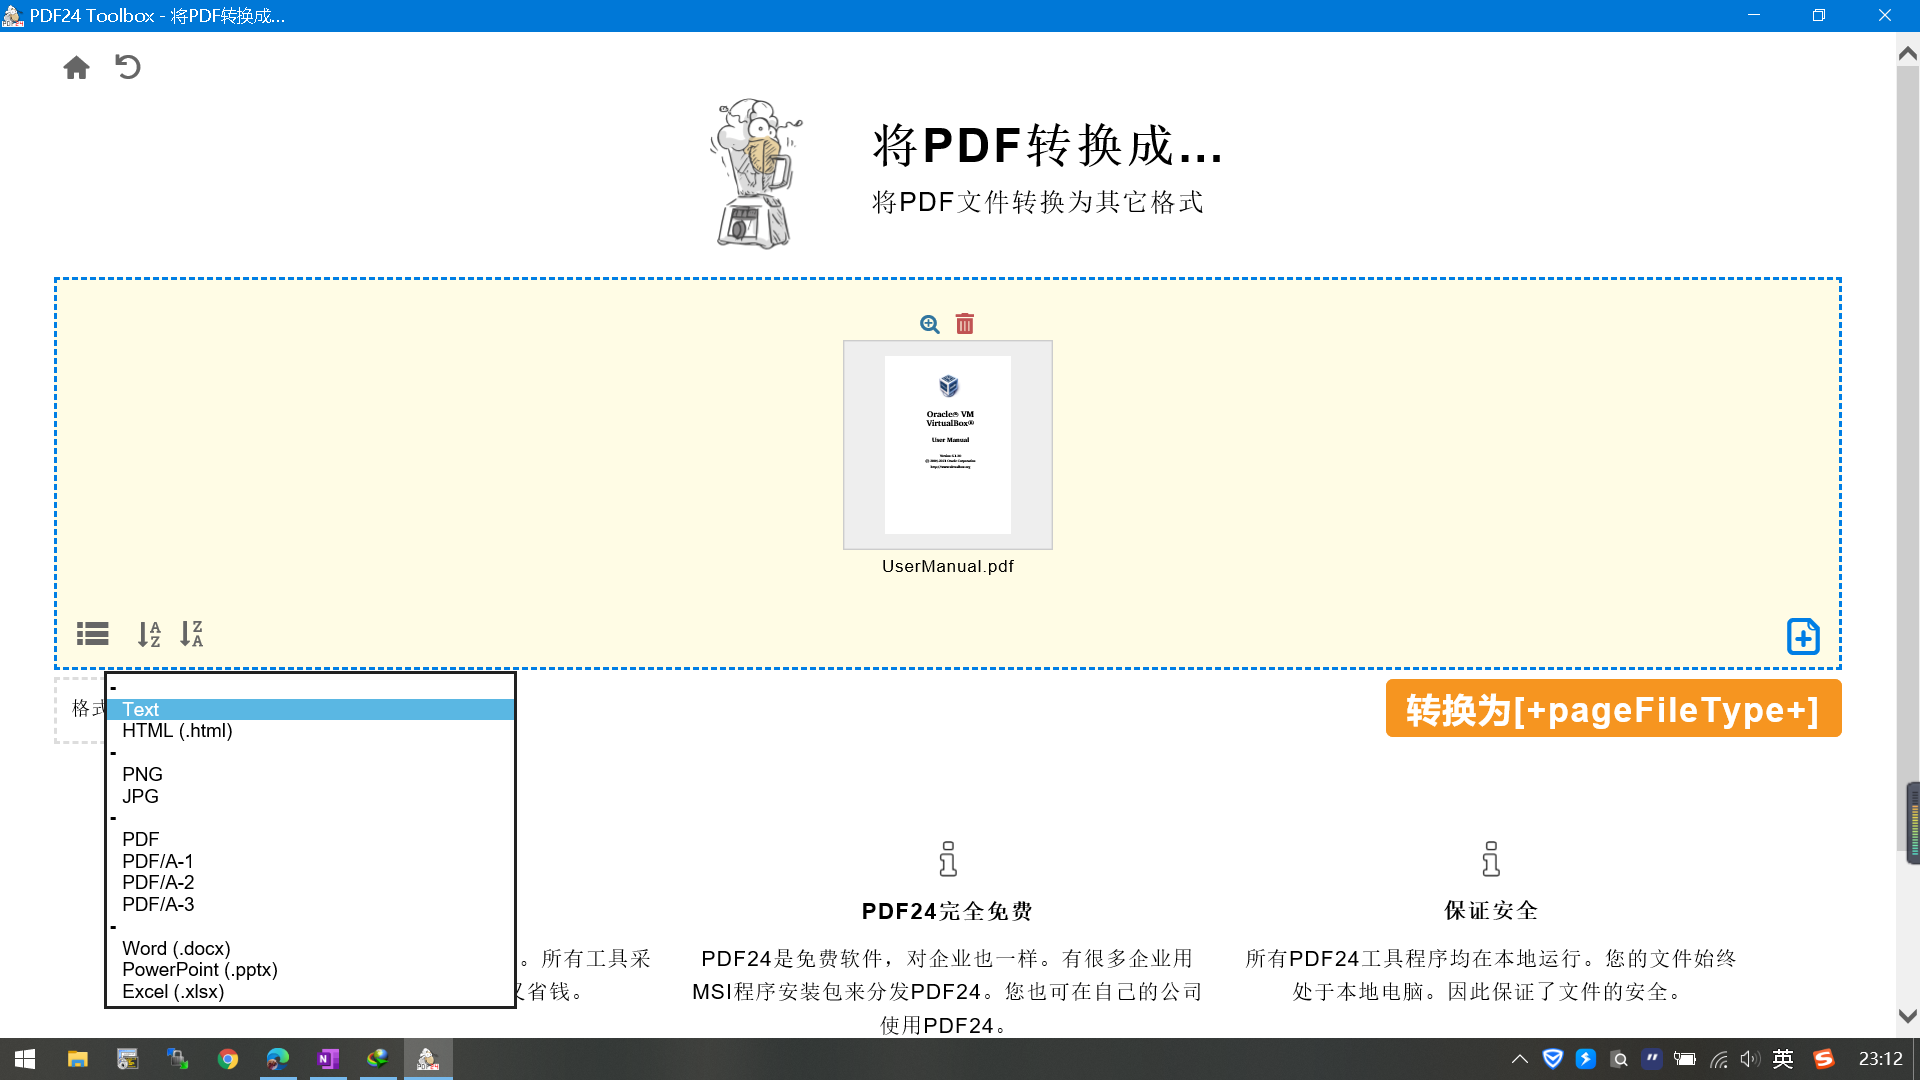 PDF24 Toolbox - 将PDF转换成...
将PDF转换成...
将PDF文件转换为其它格式
Oracle® VM
VirtualBox®
User Manual
UserManual.pdf
A
Z
Z
A
格式
转换为[+pageFileType+]
-
Text
HTML (.html)
-
PNG
JPG
-
PDF
PDF/A-1
PDF/A-2
PDF/A-3
-
Word (.docx)
PowerPoint (.pptx)
Excel (.xlsx)
。所有工具采
省钱。
PDF24完全免费
PDF24是免费软件，对企业也一样。有很多企业用
MSI程序安装包来分发PDF24。您也可在自己的公司
使用PDF24。
保证安全
所有PDF24工具程序均在本地运行。您的文件始终
处于本地电脑。因此保证了文件的安全。
英
23:12